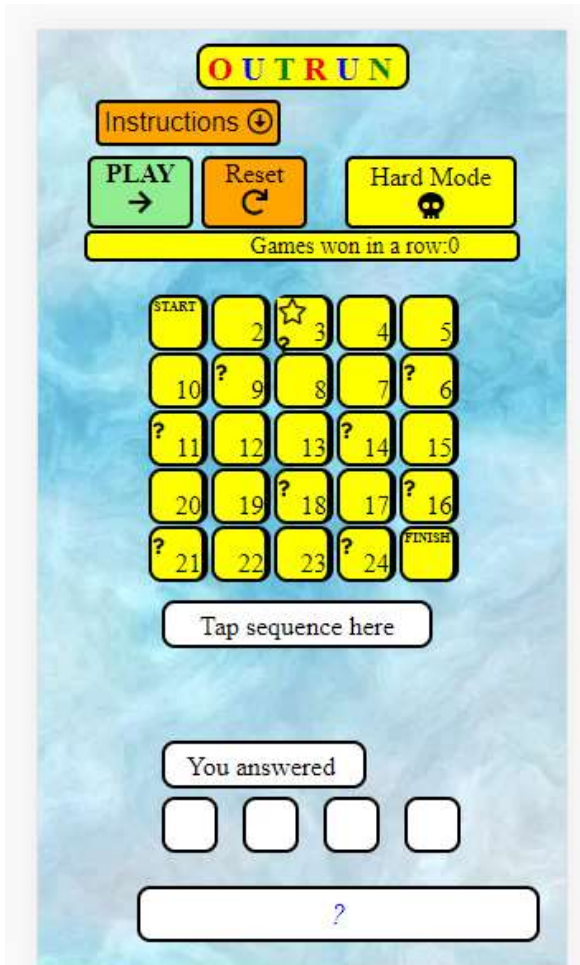 O U T R U N
Instructions
PLAY Reset Hard Mode
Games won in a row:0
START 2 ? 3 4 5
10 ? 9 8 7 ? 6
? 11 12 13 ? 14 15
20 19 ? 18 17 ? 16
? 21 22 23 ? 24 FINISH
Tap sequence here
You answered
?